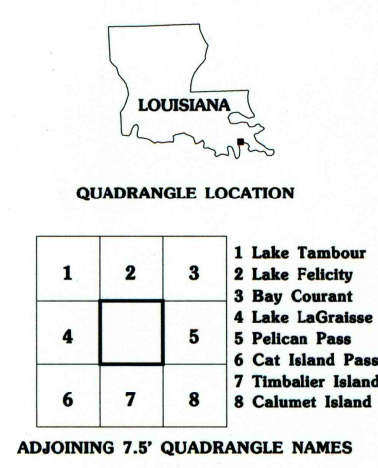 LOUISIANA
QUADRANGLE LOCATION
1 2 3
4 5
6 7 8
1 Lake Tambour
2 Lake Felicity
3 Bay Courant
4 Lake LaGraisse
5 Pelican Pass
6 Cat Island Pass
7 Timbalier Island
8 Calumet Island
ADJOINING 7.5' QUADRANGLE NAMES